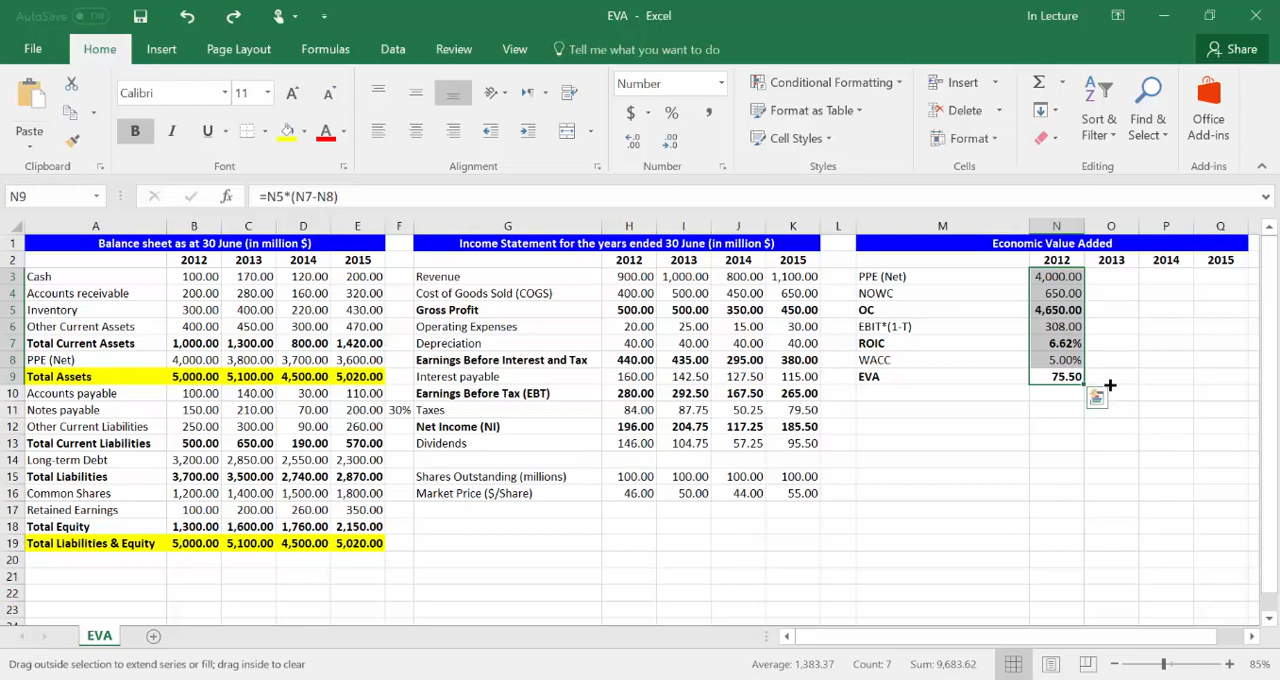 AutoSave Off EVA - Excel In Lecture
File Home Insert Page Layout Formulas Data Review View Tell me what you want to do Share
Calibri 11 Number Conditional Formatting Insert
Paste Format as Table Delete Sort & Filter Find & Select Office Add-ins
B I U A $ % Cell Styles Format
Clipboard Font Alignment Number Styles Cells Editing Add-ins
N9 fx =N5*(N7-N8)
A B C D E F G H I J K L M N O P Q
1 Balance sheet as at 30 June (in million $) Income Statement for the years ended 30 June (in million $) Economic Value Added
2 2012 2013 2014 2015 2012 2013 2014 2015 2012 2013 2014 2015
3 Cash 100.00 170.00 120.00 200.00 Revenue 900.00 1,000.00 800.00 1,100.00 PPE (Net) 4,000.00
4 Accounts receivable 200.00 280.00 160.00 320.00 Cost of Goods Sold (COGS) 400.00 500.00 450.00 650.00 NOWC 650.00
5 Inventory 300.00 400.00 220.00 430.00 Gross Profit 500.00 500.00 350.00 450.00 OC 4,650.00
6 Other Current Assets 400.00 450.00 300.00 470.00 Operating Expenses 20.00 25.00 15.00 30.00 EBIT*(1-T) 308.00
7 Total Current Assets 1,000.00 1,300.00 800.00 1,420.00 Depreciation 40.00 40.00 40.00 40.00 ROIC 6.62%
8 PPE (Net) 4,000.00 3,800.00 3,700.00 3,600.00 Earnings Before Interest and Tax 440.00 435.00 295.00 380.00 WACC 5.00%
9 Total Assets 5,000.00 5,100.00 4,500.00 5,020.00 Interest payable 160.00 142.50 127.50 115.00 EVA 75.50
10 Accounts payable 100.00 140.00 30.00 110.00 Earnings Before Tax (EBT) 280.00 292.50 167.50 265.00
11 Notes payable 150.00 210.00 70.00 200.00 30% Taxes 84.00 87.75 50.25 79.50
12 Other Current Liabilities 250.00 300.00 90.00 260.00 Net Income (NI) 196.00 204.75 117.25 185.50
13 Total Current Liabilities 500.00 650.00 190.00 570.00 Dividends 146.00 104.75 57.25 95.50
14 Long-term Debt 3,200.00 2,850.00 2,550.00 2,300.00
15 Total Liabilities 3,700.00 3,500.00 2,740.00 2,870.00 Shares Outstanding (millions) 100.00 100.00 100.00 100.00
16 Common Shares 1,200.00 1,400.00 1,500.00 1,800.00 Market Price ($/Share) 46.00 50.00 44.00 55.00
17 Retained Earnings 100.00 200.00 260.00 350.00
18 Total Equity 1,300.00 1,600.00 1,760.00 2,150.00
19 Total Liabilities & Equity 5,000.00 5,100.00 4,500.00 5,020.00
20
21
22
23
EVA
Drag outside selection to extend series or fill; drag inside to clear Average: 1,383.37 Count: 7 Sum: 9,683.62 85%